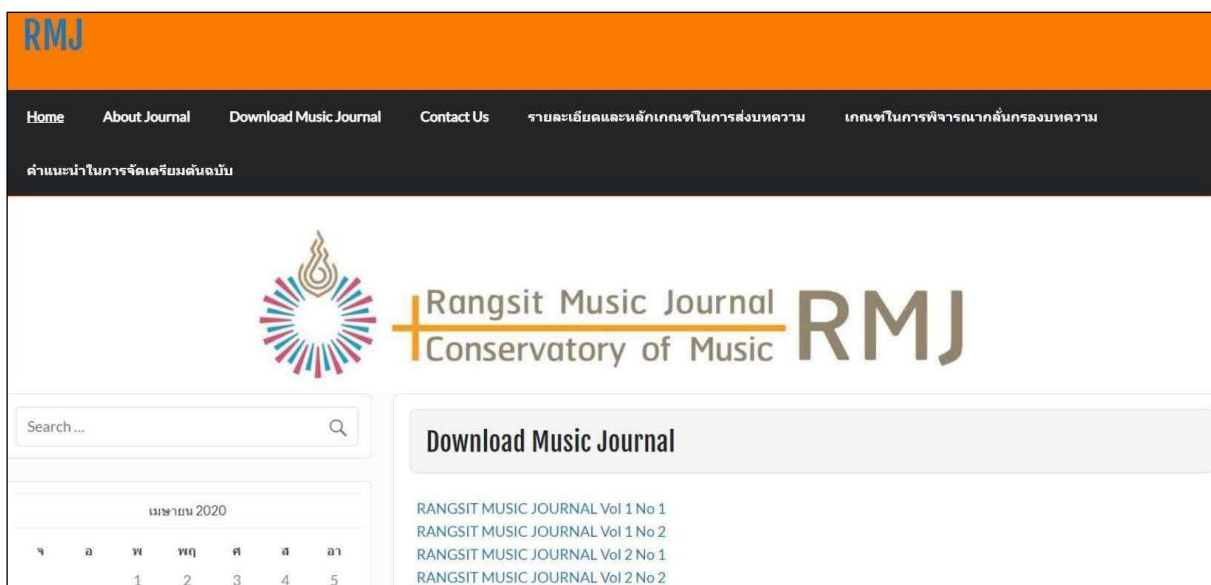 RMJ
Home About Journal Download Music Journal Contact Us รายละเอียดและหลักเกณฑ์ในการส่งบทความ เกณฑ์ในการพิจารณากลั่นกรองบทความ
คำแนะนำในการจัดเตรียมต้นฉบับ
Rangsit Music Journal
Conservatory of Music
RMJ
Search ...
เมษายน 2020
จ อ พ พฤ ศ ส อา
1 2 3 4 5
Download Music Journal
RANGSIT MUSIC JOURNAL Vol 1 No 1
RANGSIT MUSIC JOURNAL Vol 1 No 2
RANGSIT MUSIC JOURNAL Vol 2 No 1
RANGSIT MUSIC JOURNAL Vol 2 No 2